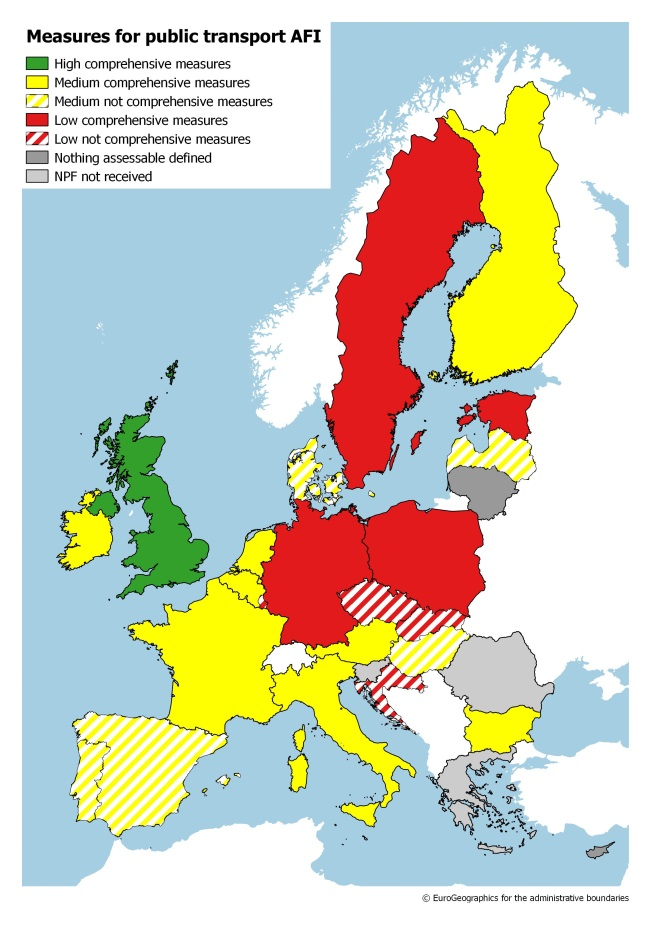 Measures for public transport AFI
High comprehensive measures
Medium comprehensive measures
Medium not comprehensive measures
Low comprehensive measures
Low not comprehensive measures
Nothing assessable defined
NPF not received
© EuroGeographics for the administrative boundaries